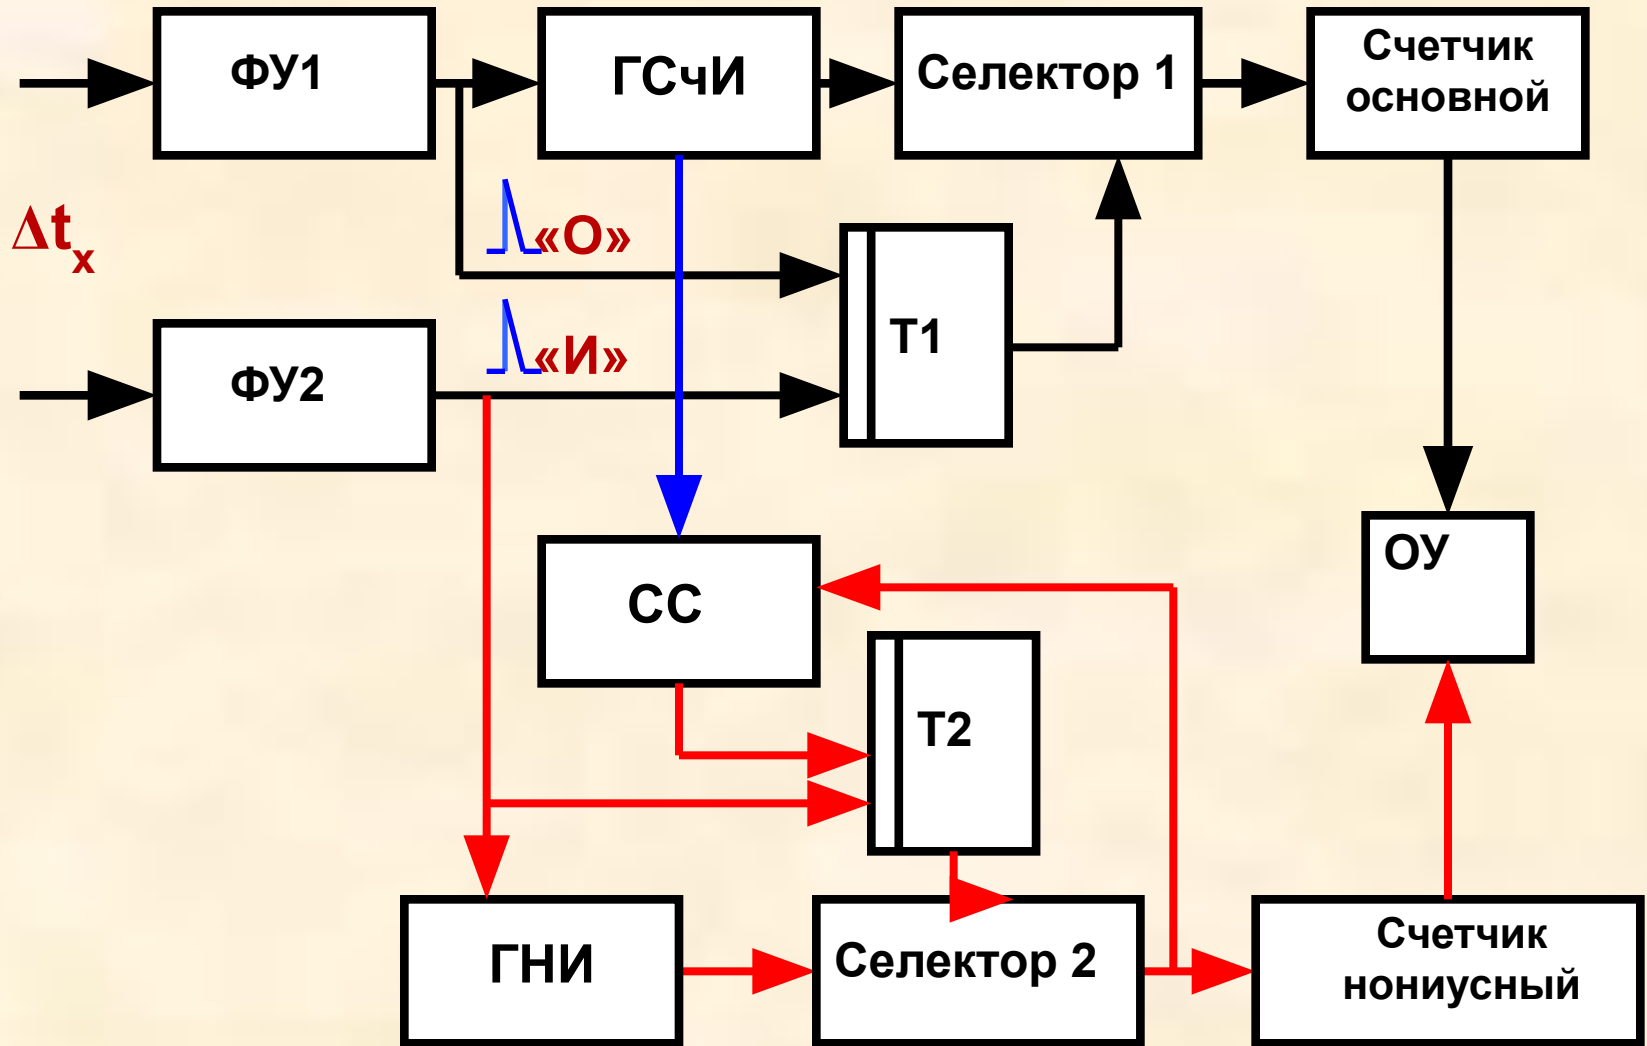 ФУ1
ГСчИ
Селектор 1
Счетчик
основной
Δtx
«О»
«И»
Т1
ФУ2
СС
ОУ
Т2
ГНИ
Селектор 2
Счетчик
нониусный